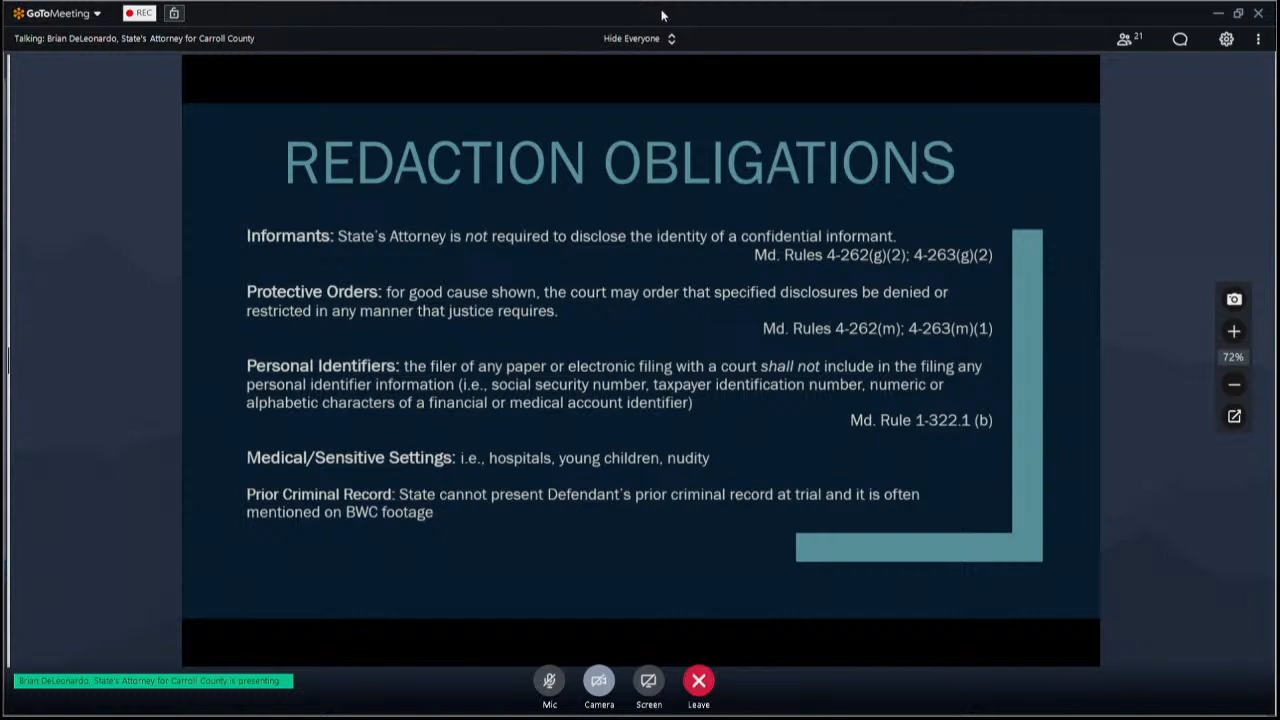 GoToMeeting
REC
Talking: Brian DeLeonardo, State's Attorney for Carroll County
Hide Everyone
21
REDACTION OBLIGATIONS
Informants: State's Attorney is not required to disclose the identity of a confidential informant.
Md. Rules 4-262(g)(2); 4-263(g)(2)
Protective Orders: for good cause shown, the court may order that specified disclosures be denied or
restricted in any manner that justice requires.
Md. Rules 4-262(m); 4-263(m)(1)
Personal Identifiers: the filer of any paper or electronic filing with a court shall not include in the filing any
personal identifier information (i.e., social security number, taxpayer identification number, numeric or
alphabetic characters of a financial or medical account identifier)
Md. Rule 1-322.1 (b)
Medical/Sensitive Settings: i.e., hospitals, young children, nudity
Prior Criminal Record: State cannot present Defendant's prior criminal record at trial and it is often
mentioned on BWC footage
72%
Brian DeLeonardo, State's Attorney for Carroll County is presenting.
Mic
Camera
Screen
Leave